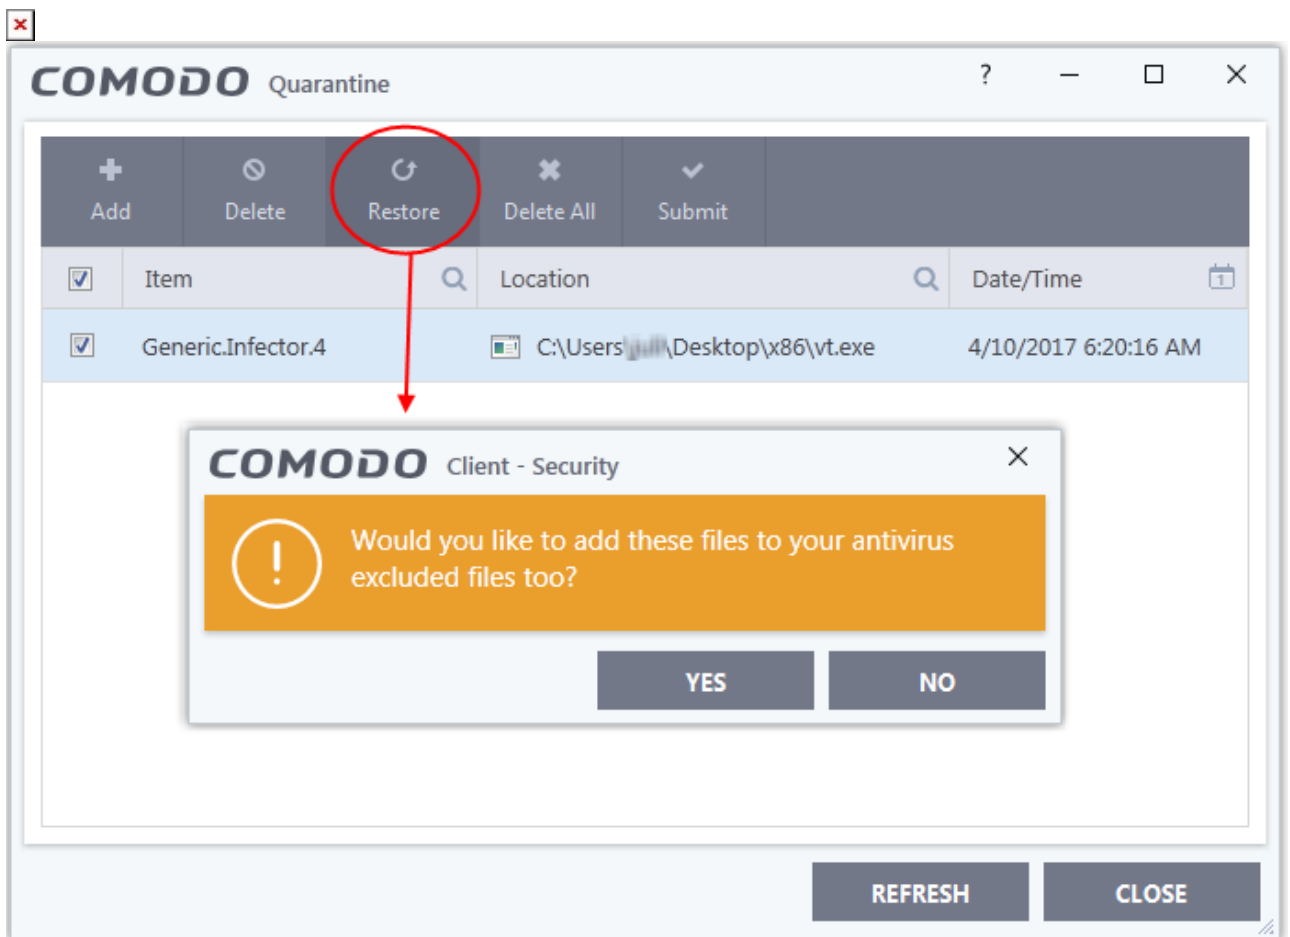 COMODO Quarantine ?
Add Delete Restore Delete All Submit
Item Location Date/Time 1
Generic.Infector.4 C:\Users\ \Desktop\x86\vt.exe 4/10/2017 6:20:16 AM
COMODO Client - Security
Would you like to add these files to your antivirus
excluded files too?
YES NO
REFRESH CLOSE